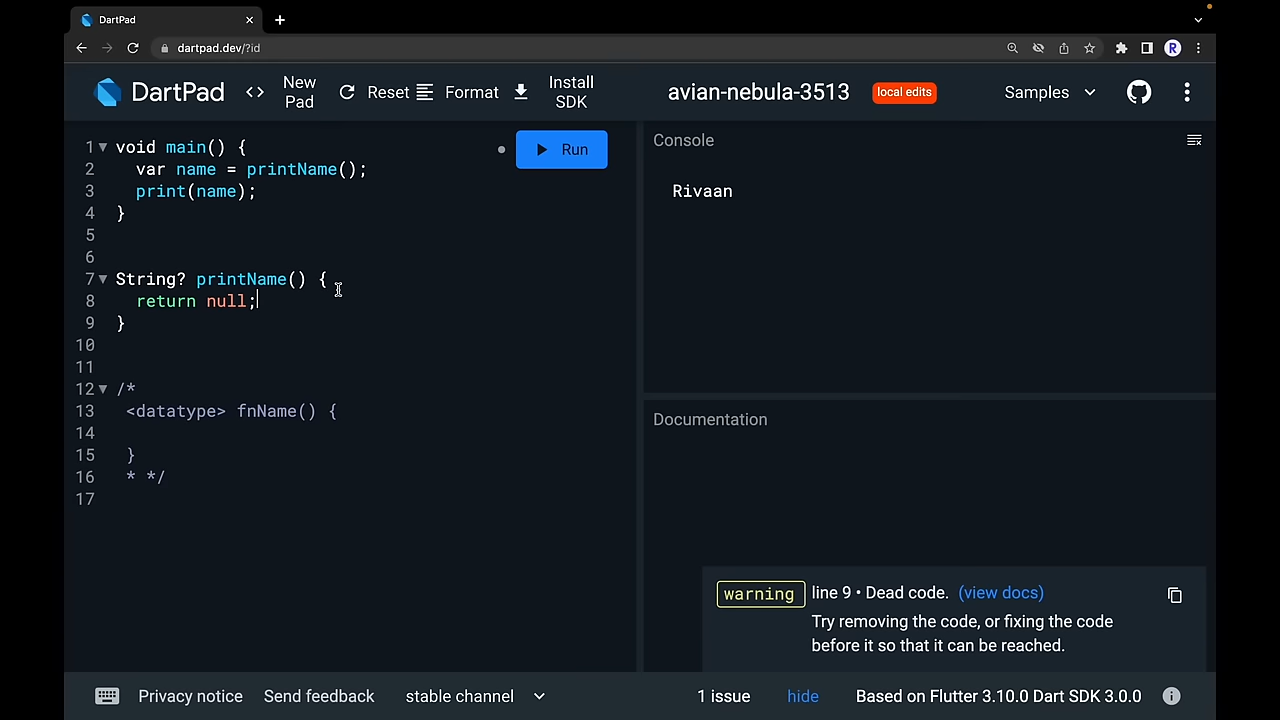 DartPad
dartpad.dev/?id
R
DartPad
<> New Pad
Reset
Format
Install SDK
avian-nebula-3513
local edits
Samples
1 void main() {
2 var name = printName();
3 print(name);
4 }
5
6
7 String? printName() {
8 return null;
9 }
10
11
12 /*
13 <datatype> fnName() {
14
15 }
16 * */
17
Run
Console
Rivaan
Documentation
warning line 9 • Dead code. (view docs)
Try removing the code, or fixing the code
before it so that it can be reached.
Privacy notice
Send feedback
stable channel
1 issue
hide
Based on Flutter 3.10.0 Dart SDK 3.0.0